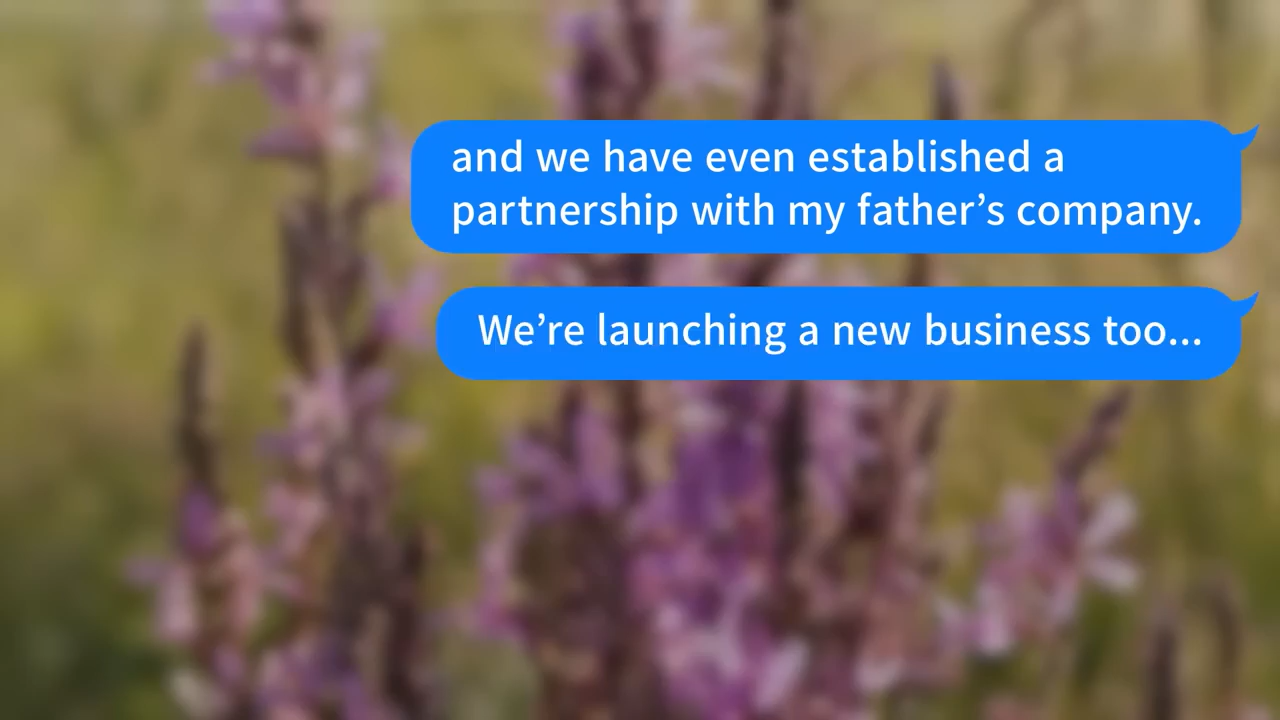 and we have even established a
partnership with my father’s company.
We’re launching a new business too...